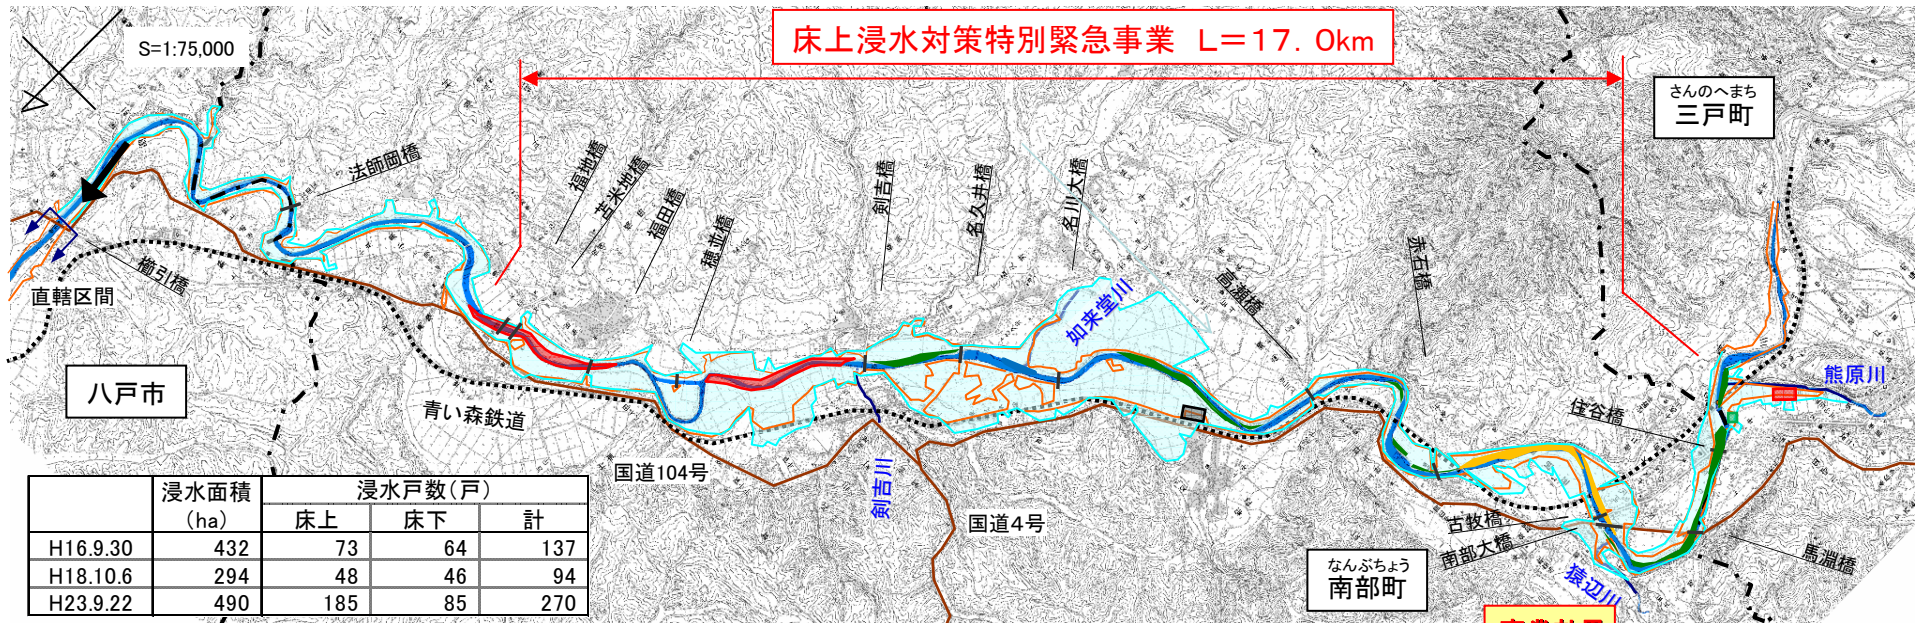 床上浸水対策特別緊急事業 L=17.0km
S=1:75,000
さんのへまち
三戸町
法師岡橋
福地橋
苫米地橋
福田橋
穂並橋
剣吉橋
名久井橋
名川大橋
如来堂川
高瀬橋
赤石橋
櫛引橋
直轄区間
八戸市
青い森鉄道
国道104号
剣吉川
国道4号
熊原川
住谷橋
古牧橋
南部大橋
馬淵橋
猿辺川
なんぶちょう
南部町
浸水面積 浸水戸数(戸)
(ha) 床上 床下 計
H16.9.30 432 73 64 137
H18.10.6 294 48 46 94
H23.9.22 490 185 85 270